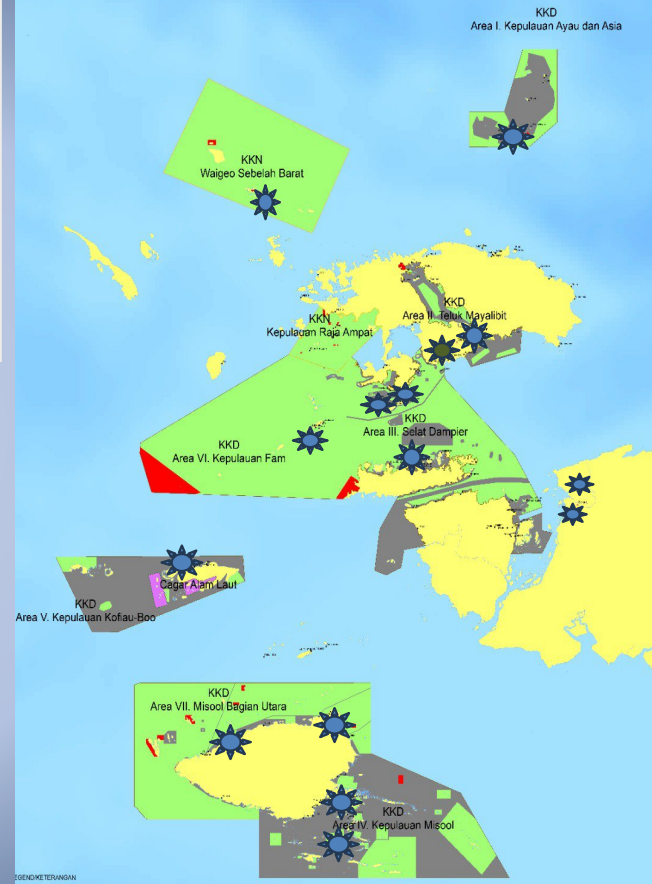 KKD
Area I. Kepulauan Ayau dan Asia
KKN
Waigeo Sebelah Barat
KKD
Area II. Teluk Mayalibit
KKN
Kepulauan Raja Ampat
KKD
Area III. Selat Dampier
KKD
Area VI. Kepulauan Fam
Cagar Alam Laut
KKD
Area V. Kepulauan Kofiau-Boo
KKD
Area VII. Misool Bagian Utara
KKD
Area IV. Kepulauan Misool
EGEND/KETERANGAN